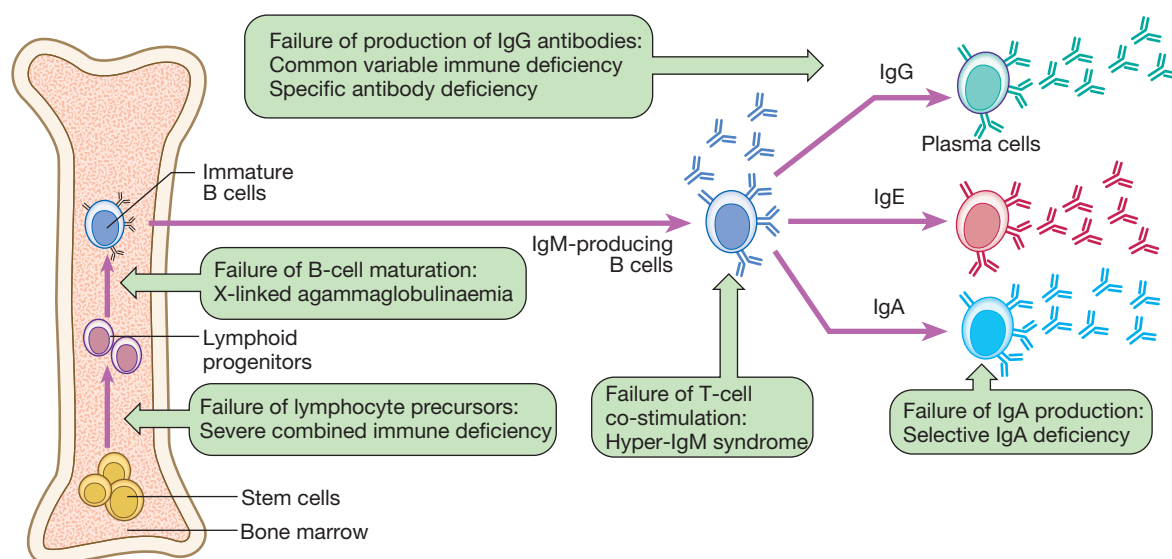 Failure of production of IgG antibodies:
Common variable immune deficiency
Specific antibody deficiency
IgG
Plasma cells
Immature
B cells
IgE
IgM-producing
B cells
Failure of B-cell maturation:
X-linked agammaglobulinaemia
IgA
Lymphoid
progenitors
Failure of lymphocyte precursors:
Severe combined immune deficiency
Failure of T-cell
co-stimulation:
Hyper-IgM syndrome
Failure of IgA production:
Selective IgA deficiency
Stem cells
Bone marrow